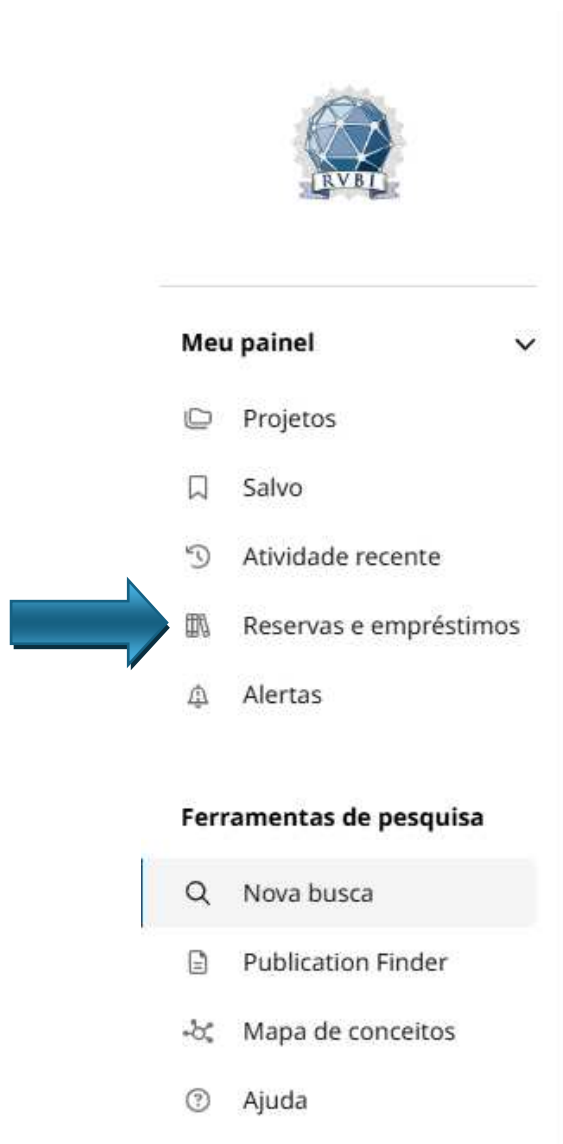 RVBI
Meu painel
Projetos
Salvo
Atividade recente
Reservas e empréstimos
Alertas
Ferramentas de pesquisa
Nova busca
Publication Finder
Mapa de conceitos
Ajuda